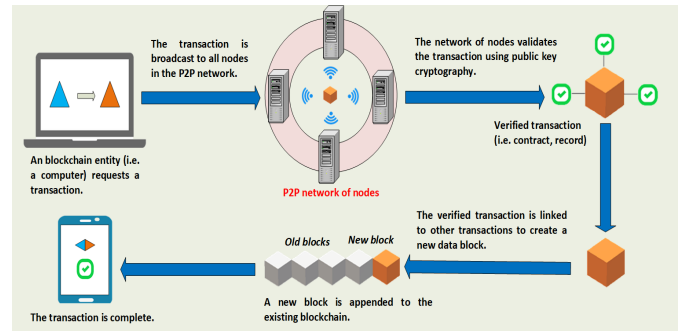 The transaction is
broadcast to all nodes
in the P2P network.
The network of nodes validates
the transaction using public key
cryptography.
An blockchain entity (i.e.
a computer) requests a
transaction.
P2P network of nodes
Verified transaction
(i.e. contract, record)
The verified transaction is linked
to other transactions to create a
new data block.
Old blocks
New block
A new block is appended to the
existing blockchain.
The transaction is complete.